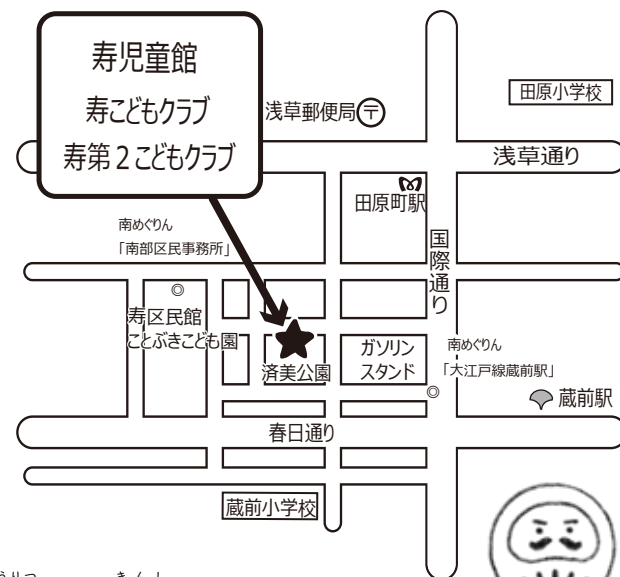 寿児童館
寿こどもクラブ
寿第2こどもクラブ
浅草郵便局
〒
田原小学校
浅草通り
田原町駅
南めぐりん
「南部区民事務所」
国際通り
寿区民館
ことぶきこども園
済美公園
ガソリン
スタンド
南めぐりん
「大江戸線蔵前駅」
蔵前駅
春日通り
蔵前小学校